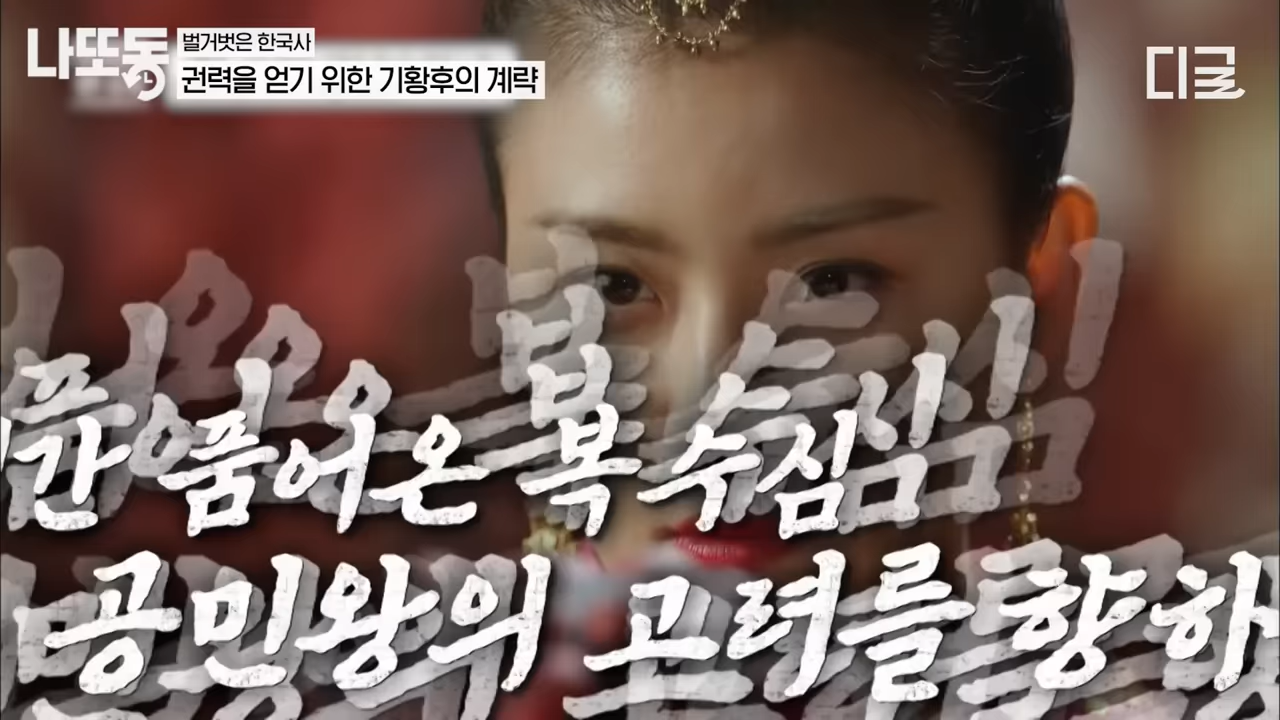 나또동
벌거벗은 한국사
권력을 얻기 위한 기황후의 계략
디글
간 품어 온 복수심
공민왕의 고려를 향